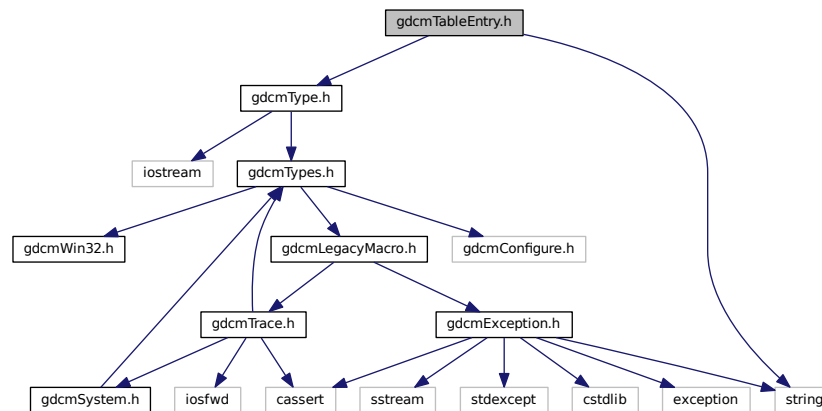 gdcmTableEntry.h
gdcmType.h
iostream
gdcmTypes.h
gdcmWin32.h
gdcmLegacyMacro.h
gdcmConfigure.h
gdcmTrace.h
gdcmException.h
gdcmSystem.h
iosfwd
cassert
sstream
stdexcept
cstdlib
exception
string